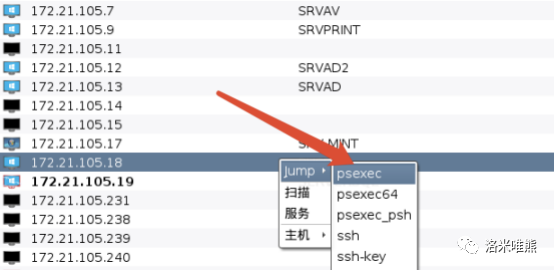 172.21.105.7 SRVAV
172.21.105.9 SRVPRINT
172.21.105.11
172.21.105.12 SRVAD2
172.21.105.13 SRVAD
172.21.105.14
172.21.105.15
172.21.105.17 MINT
172.21.105.18
172.21.105.19
172.21.105.231
172.21.105.238
172.21.105.239
172.21.105.240
Jump
扫描
服务
主机
psexec
psexec64
psexec_psh
ssh
ssh-key
洛米唯熊